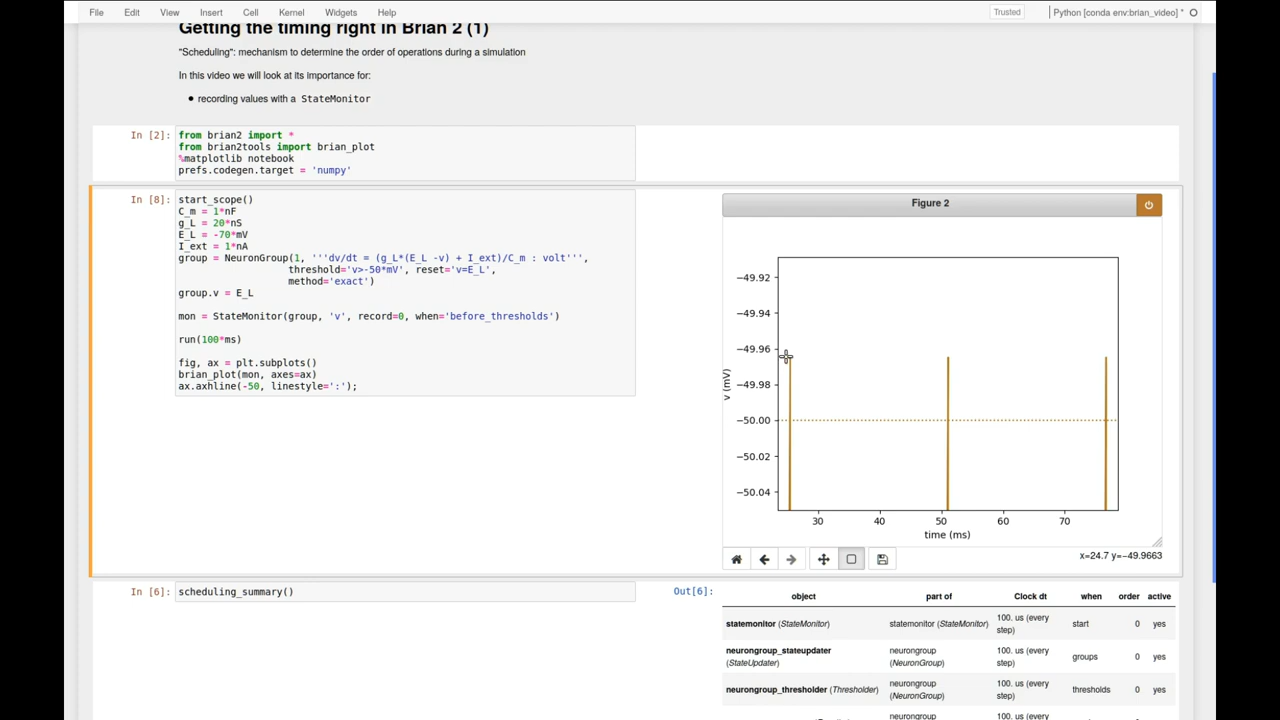 File Edit View Insert Cell Kernel Widgets Help Trusted Python [conda env:brian_video] *
Getting the timing right in Brian 2 (1)
"Scheduling": mechanism to determine the order of operations during a simulation
In this video we will look at its importance for:
• recording values with a StateMonitor
In [2]: from brian2 import *
from brian2tools import brian_plot
%matplotlib notebook
prefs.codegen.target = 'numpy'
In [8]: start_scope()
C_m = 1*nF
g_L = 20*nS
E_L = -70*mV
I_ext = 1*nA
group = NeuronGroup(1, '''dv/dt = (g_L*(E_L -v) + I_ext)/C_m : volt''',
threshold='v>-50*mV', reset='v=E_L',
method='exact')
group.v = E_L
mon = StateMonitor(group, 'v', record=0, when='before_thresholds')
run(100*ms)
fig, ax = plt.subplots()
brian_plot(mon, axes=ax)
ax.axhline(-50, linestyle=':');
Figure 2
v (mV)
−49.92
−49.94
−49.96
−49.98
−50.00
−50.02
−50.04
30 40 50 60 70
time (ms)
x=24.7 y=-49.9663
In [6]: scheduling_summary()
Out[6]:
object part of Clock dt when order active
statemonitor (StateMonitor) statemonitor (StateMonitor) 100. us (every step) start 0 yes
neurongroup_stateupdater (StateUpdater) neurongroup (NeuronGroup) 100. us (every step) groups 0 yes
neurongroup_thresholder (Thresholder) neurongroup (NeuronGroup) 100. us (every step) thresholds 0 yes